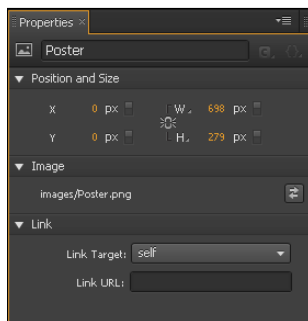 Properties ×
Poster
C. {}.
Position and Size
X 0 px W. 698 px
Y 0 px H. 279 px
Image
images/Poster.png
Link
Link Target: self
Link URL: